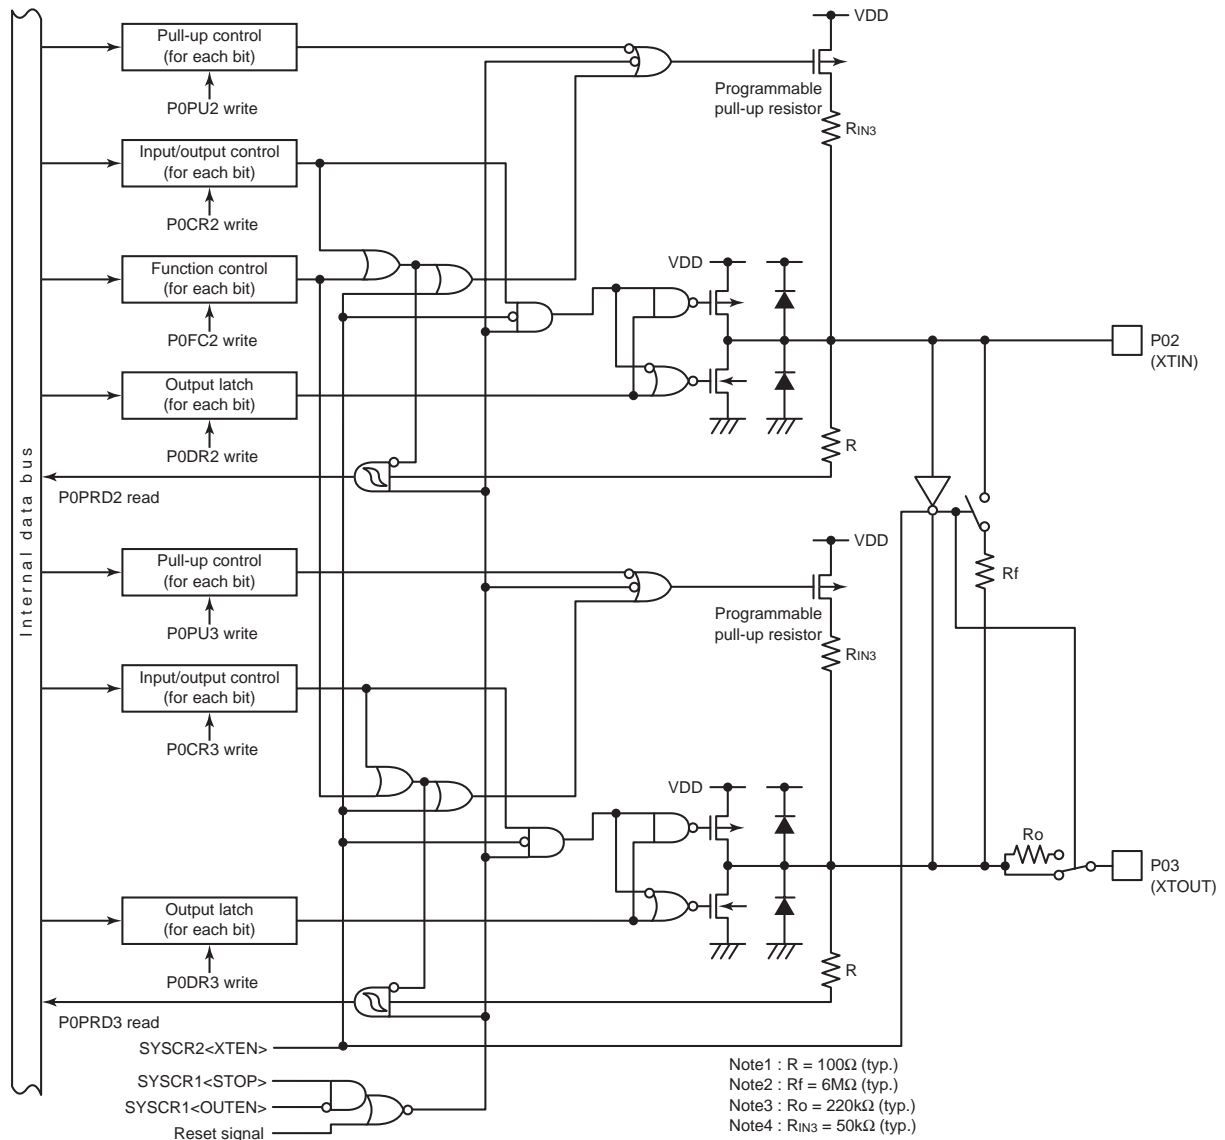 VDD
Pull-up control
(for each bit)
P0PU2 write
Programmable
pull-up resistor
RIN3
Input/output control
(for each bit)
P0CR2 write
Function control
(for each bit)
P0FC2 write
VDD
P02
(XTIN)
Output latch
(for each bit)
P0DR2 write
R
P0PRD2 read
Internal data bus
VDD
Pull-up control
(for each bit)
P0PU3 write
Rf
Programmable
pull-up resistor
RIN3
Input/output control
(for each bit)
P0CR3 write
VDD
Ro
P03
(XTOUT)
Output latch
(for each bit)
P0DR3 write
R
P0PRD3 read
SYSCR2<XTEN>
SYSCR1<STOP>
SYSCR1<OUTEN>
Reset signal
Note1 : R = 100Ω (typ.)
Note2 : Rf = 6MΩ (typ.)
Note3 : Ro = 220kΩ (typ.)
Note4 : RIN3 = 50kΩ (typ.)